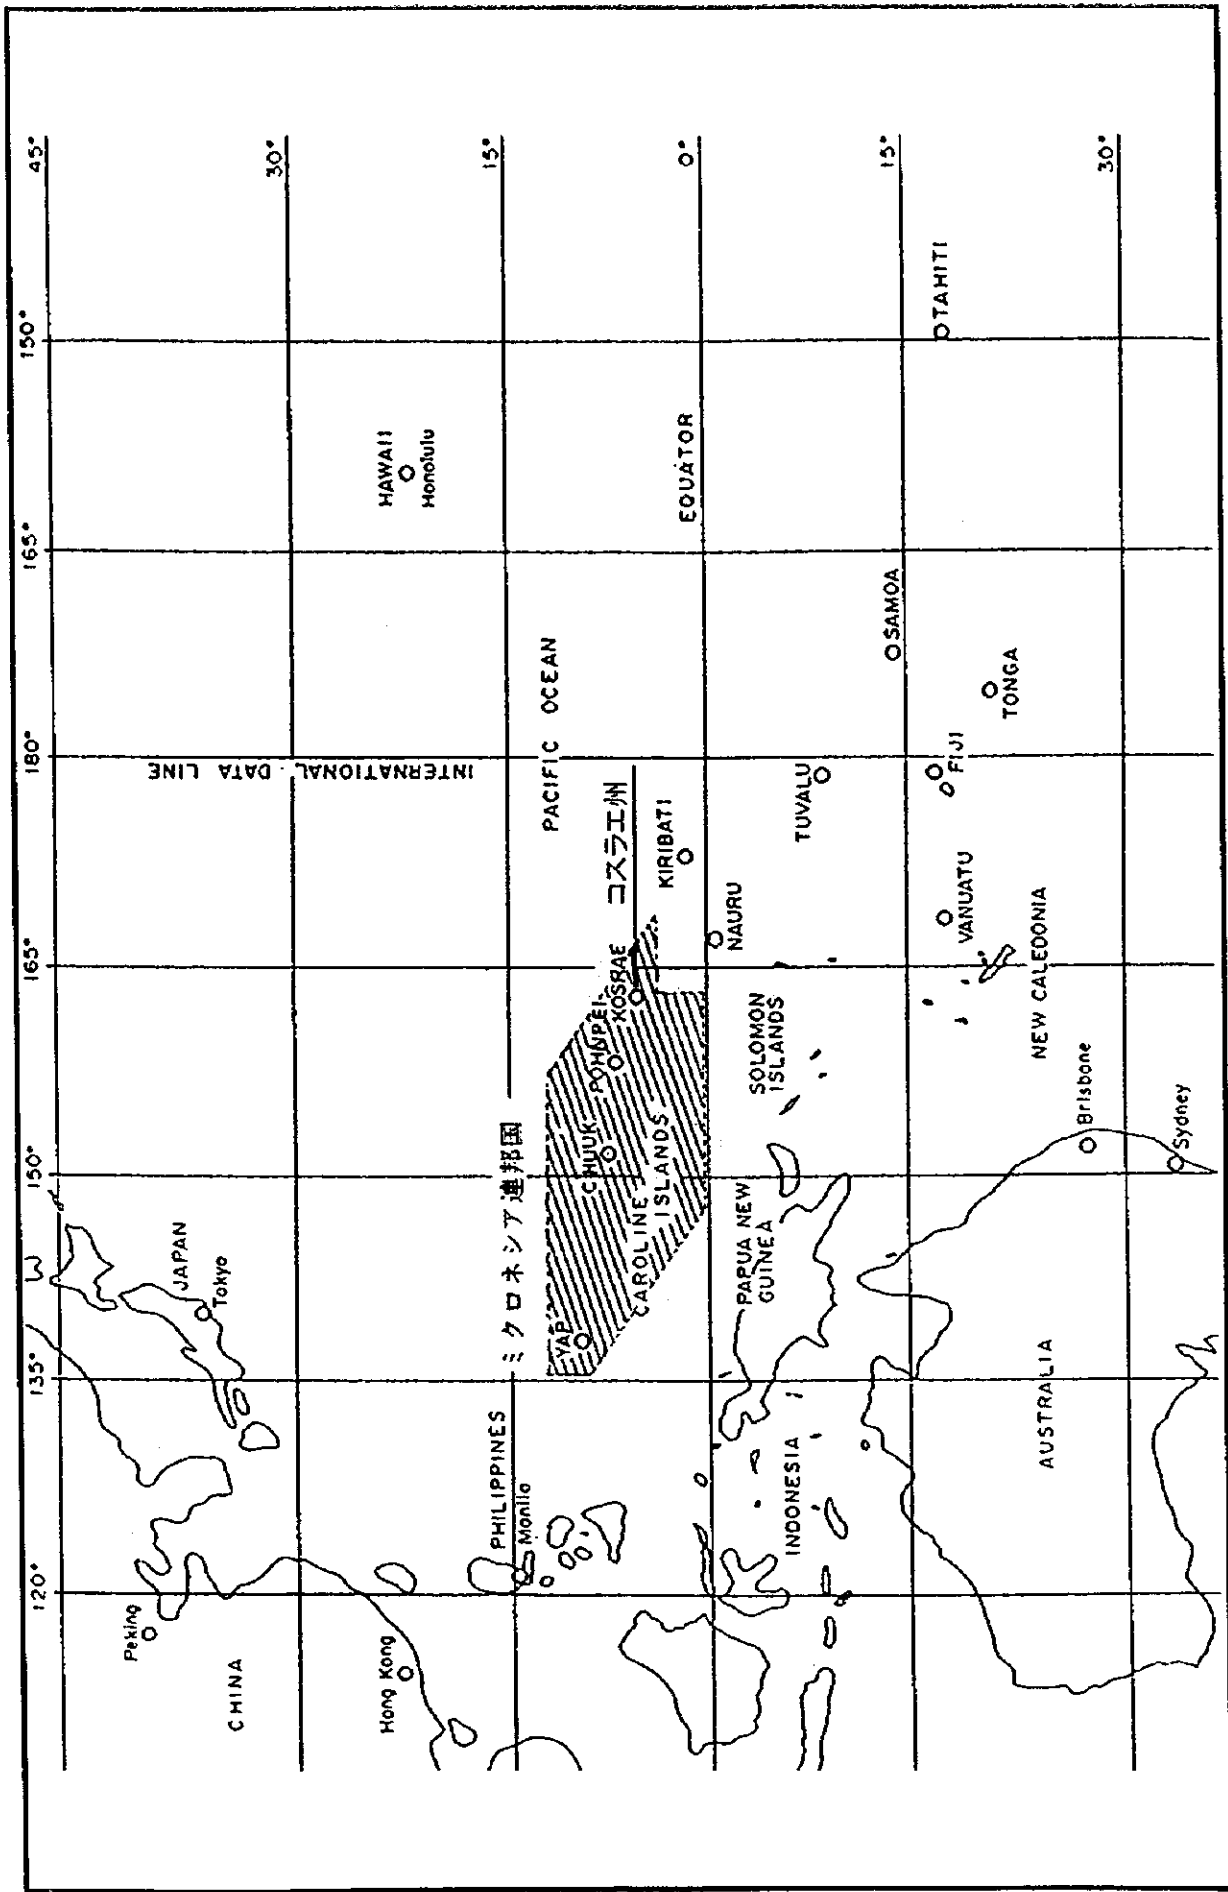 120°
135°
150°
165°
180°
165°
150°
45°
30°
15°
0°
15°
30°
Peking
CHINA
Hong Kong
JAPAN
Tokyo
INTERNATIONAL · DATA LINE
HAWAII
Honolulu
PHILIPPINES
Manila
ミクロネシア連邦国
PACIFIC OCEAN
YAP
CHUUK
POHNPEI
KOSRAE
コスラエ州
CAROLINE
ISLANDS
KIRIBATI
EQUATOR
NAURU
PAPUA NEW
GUINEA
SOLOMON
ISLANDS
INDONESIA
TUVALU
SAMOA
FIJI
VANUATU
TONGA
TAHITI
NEW CALEDONIA
AUSTRALIA
Brisbone
Sydney